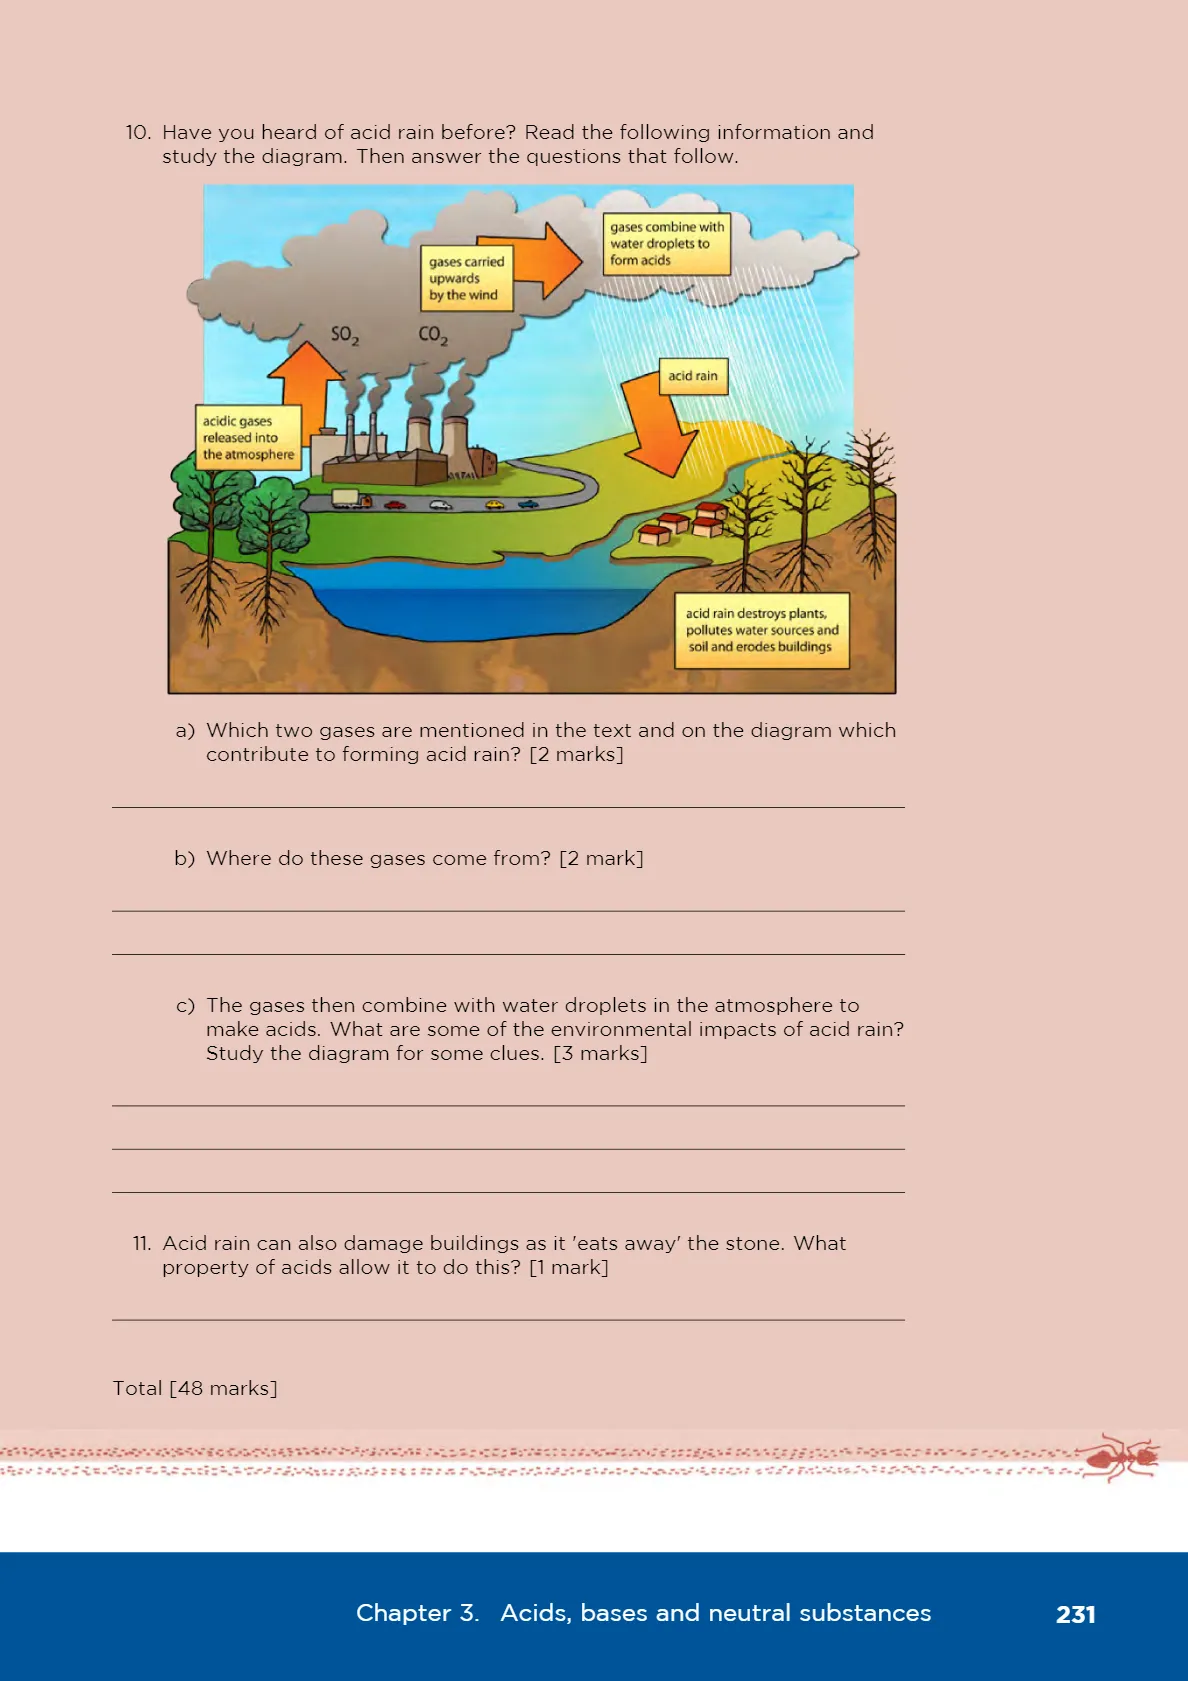 10. Have you heard of acid rain before? Read the following information and
study the diagram. Then answer the questions that follow.
gases combine with
water droplets to
form acids
gases carried
upwards
by the wind
SO₂ CO₂
acid rain
acidic gases
released into
the atmosphere
acid rain destroys plants,
pollutes water sources and
soil and erodes buildings
a) Which two gases are mentioned in the text and on the diagram which
contribute to forming acid rain? [2 marks]
b) Where do these gases come from? [2 mark]
c) The gases then combine with water droplets in the atmosphere to
make acids. What are some of the environmental impacts of acid rain?
Study the diagram for some clues. [3 marks]
11. Acid rain can also damage buildings as it 'eats away' the stone. What
property of acids allow it to do this? [1 mark]
Total [48 marks]
Chapter 3. Acids, bases and neutral substances 231